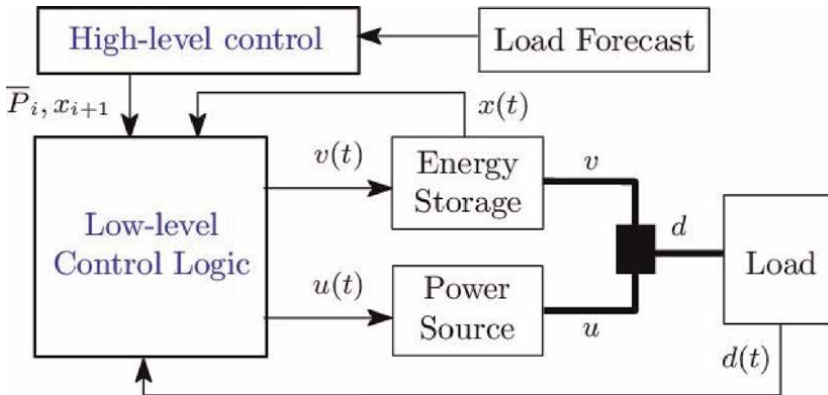 High-level control
Load Forecast
P̅ᵢ, xᵢ₊₁
x(t)
v(t)
Energy
Storage
v
Low-level
Control Logic
d
Load
u(t)
Power
Source
u
d(t)